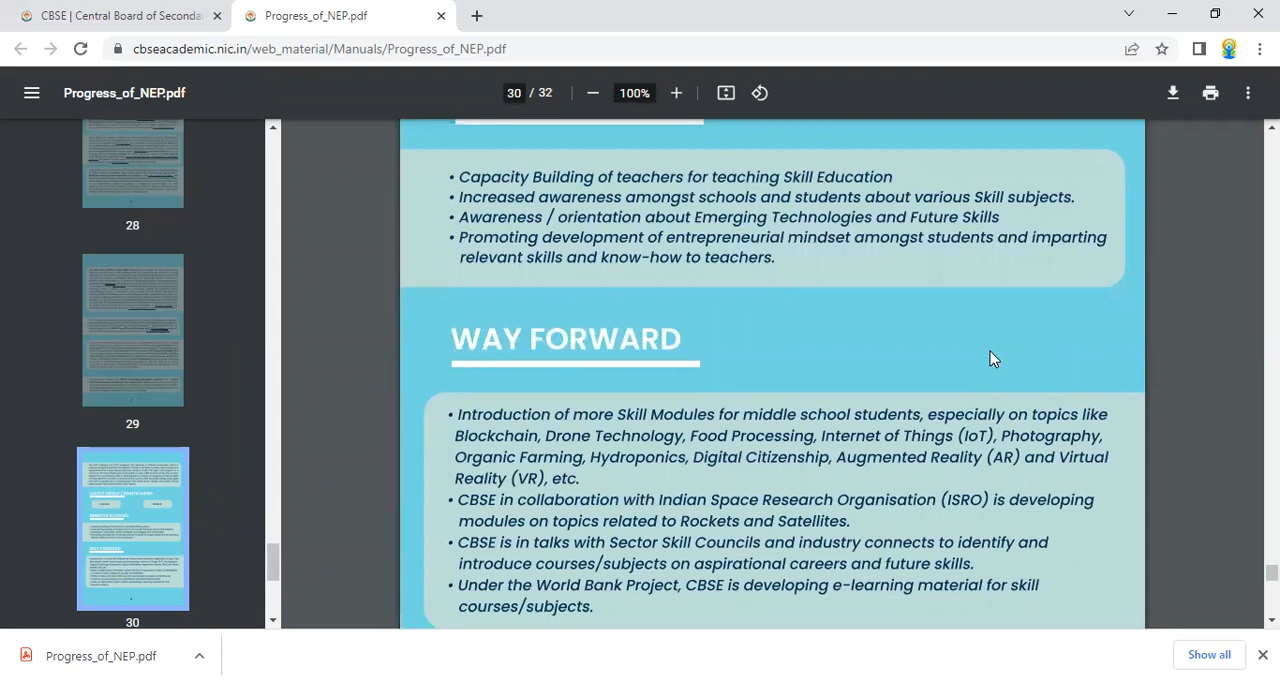 CBSE | Central Board of Seconda
Progress_of_NEP.pdf
cbseacademic.nic.in/web_material/Manuals/Progress_of_NEP.pdf
Progress_of_NEP.pdf
30 / 32
100%
28
29
30
• Capacity Building of teachers for teaching Skill Education
• Increased awareness amongst schools and students about various Skill subjects.
• Awareness / orientation about Emerging Technologies and Future Skills
• Promoting development of entrepreneurial mindset amongst students and imparting
relevant skills and know-how to teachers.
WAY FORWARD
• Introduction of more Skill Modules for middle school students, especially on topics like
Blockchain, Drone Technology, Food Processing, Internet of Things (IoT), Photography,
Organic Farming, Hydroponics, Digital Citizenship, Augmented Reality (AR) and Virtual
Reality (VR), etc.
• CBSE in collaboration with Indian Space Research Organisation (ISRO) is developing
modules on topics related to Rockets and Satellites.
• CBSE is in talks with Sector Skill Councils and industry connects to identify and
introduce courses/subjects on aspirational careers and future skills.
• Under the World Bank Project, CBSE is developing e-learning material for skill
courses/subjects.
Progress_of_NEP.pdf
Show all